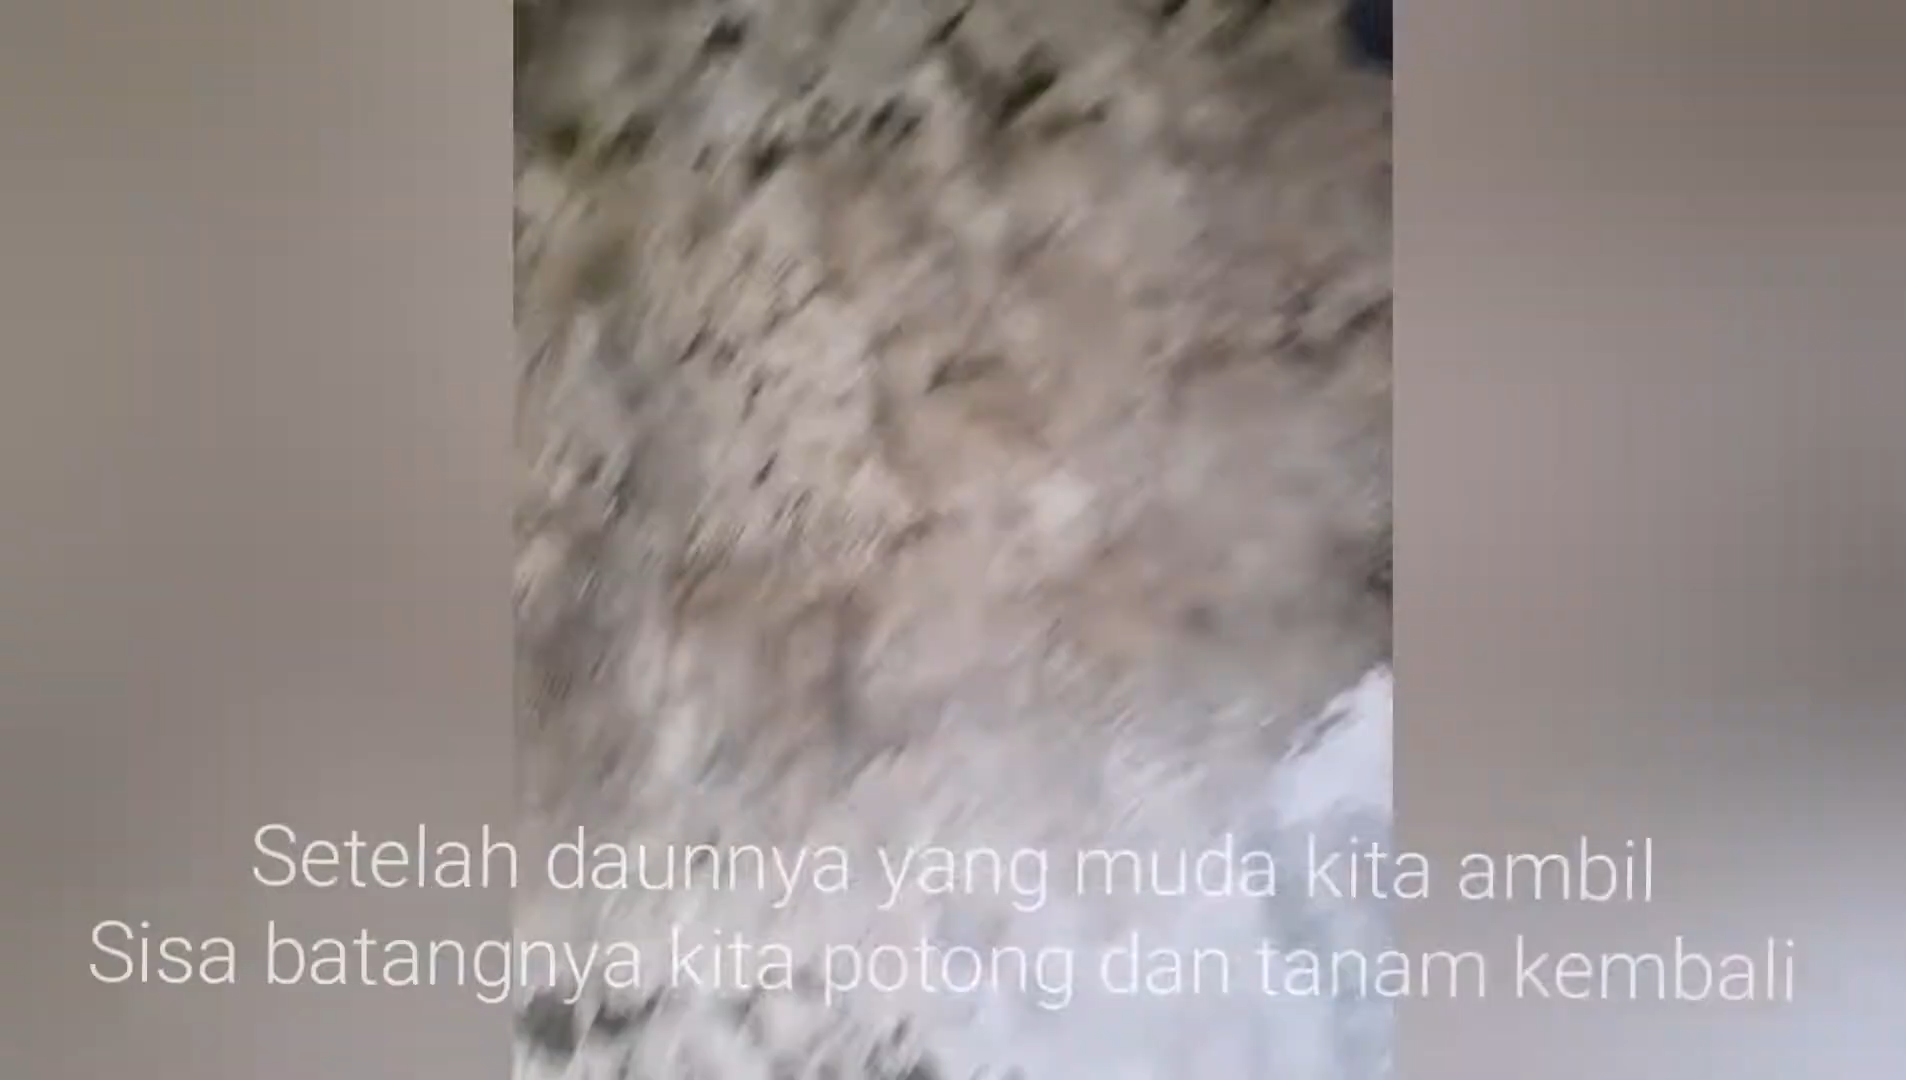 Setelah daunnya yang muda kita ambil
Sisa batangnya kita potong dan tanam kembali